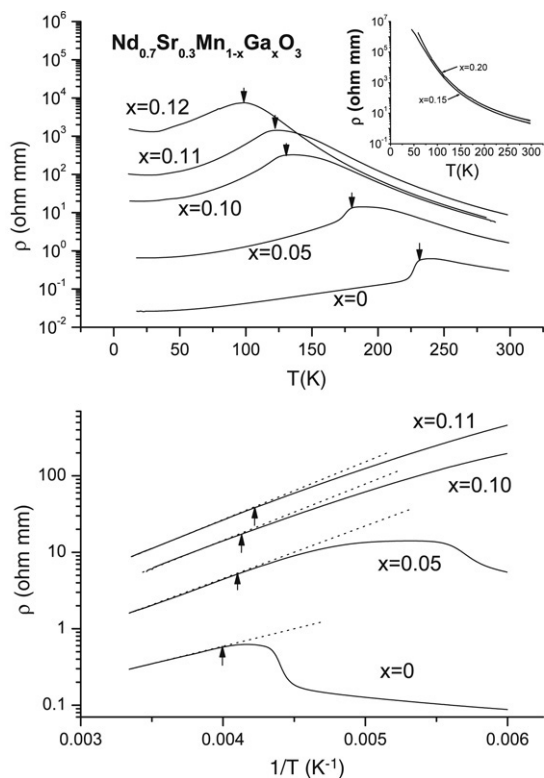 Nd0.7Sr0.3Mn1-xGaxO3
10^6
10^5
10^4
10^3
10^2
10^1
10^0
10^-1
10^-2
ρ (ohm mm)
x=0.12
x=0.11
x=0.10
x=0.05
x=0
0 50 100 150 200 250 300
T(K)
10^7
10^5
10^3
10^1
10^-1
ρ (ohm mm)
x=0.20
x=0.15
0 50 100 150 200 250 300
T(K)
100
10
1
0.1
ρ (ohm mm)
x=0.11
x=0.10
x=0.05
x=0
0.003 0.004 0.005 0.006
1/T (K^-1)